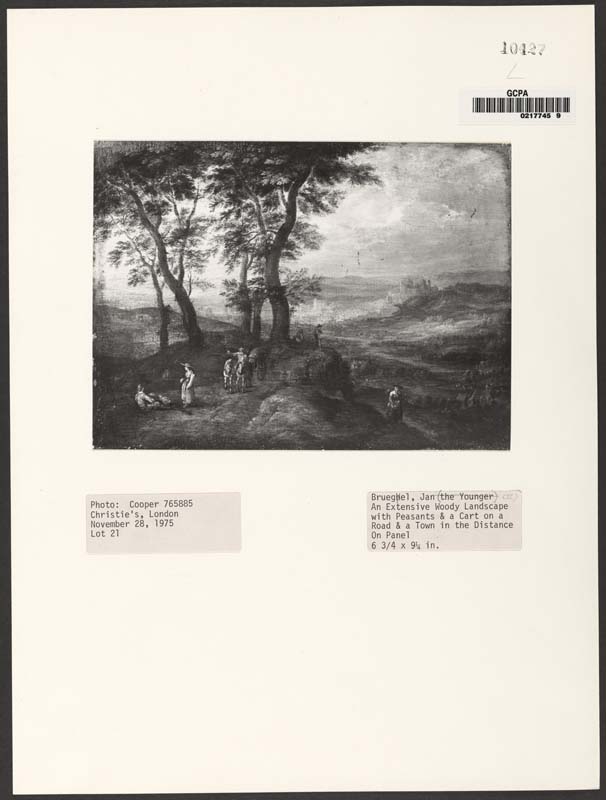 10427
L
GCPA
0217745 9
Photo: Cooper 765885
Christie's, London
November 28, 1975
Lot 21
Brueghel, Jan (the Younger) (II)
An Extensive Woody Landscape
with Peasants & a Cart on a
Road & a Town in the Distance
On Panel
6 3/4 x 9¼ in.